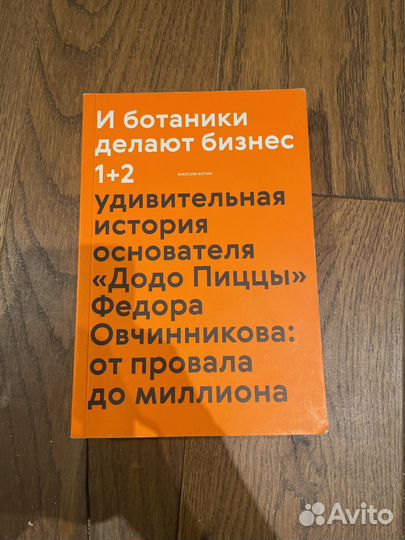 И ботаники
делают бизнес
1+2
МАКСИМ КОТИН
удивительная
история
основателя
«Додо Пиццы»
Федора
Овчинникова:
от провала
до миллиона
Avito